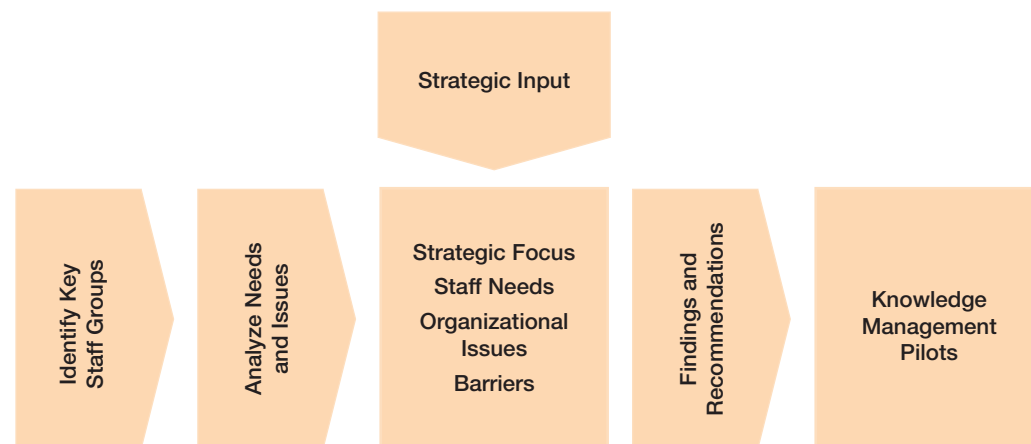 Strategic Input
Identify Key
Staff Groups
Analyze Needs
and Issues
Strategic Focus
Staff Needs
Organizational
Issues
Barriers
Findings and
Recommendations
Knowledge
Management
Pilots